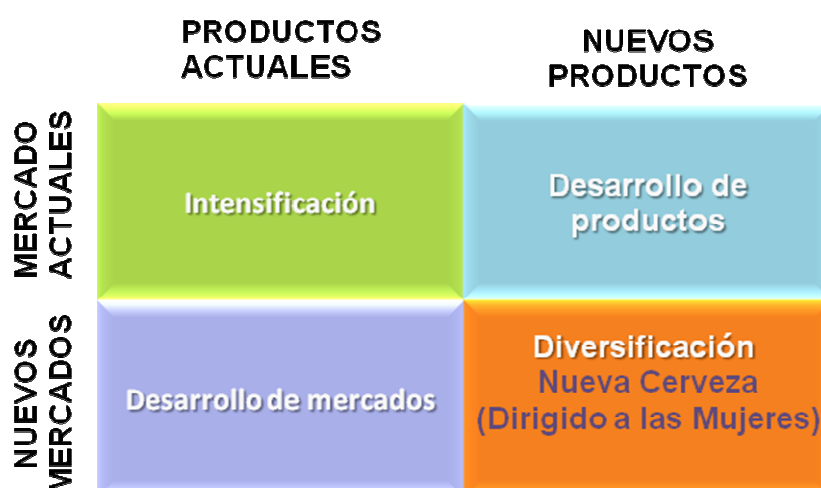 PRODUCTOS
ACTUALES
NUEVOS
PRODUCTOS
MERCADO
ACTUALES
Intensificación
Desarrollo de
productos
NUEVOS
MERCADOS
Desarrollo de mercados
Diversificación
Nueva Cerveza
(Dirigido a las Mujeres)